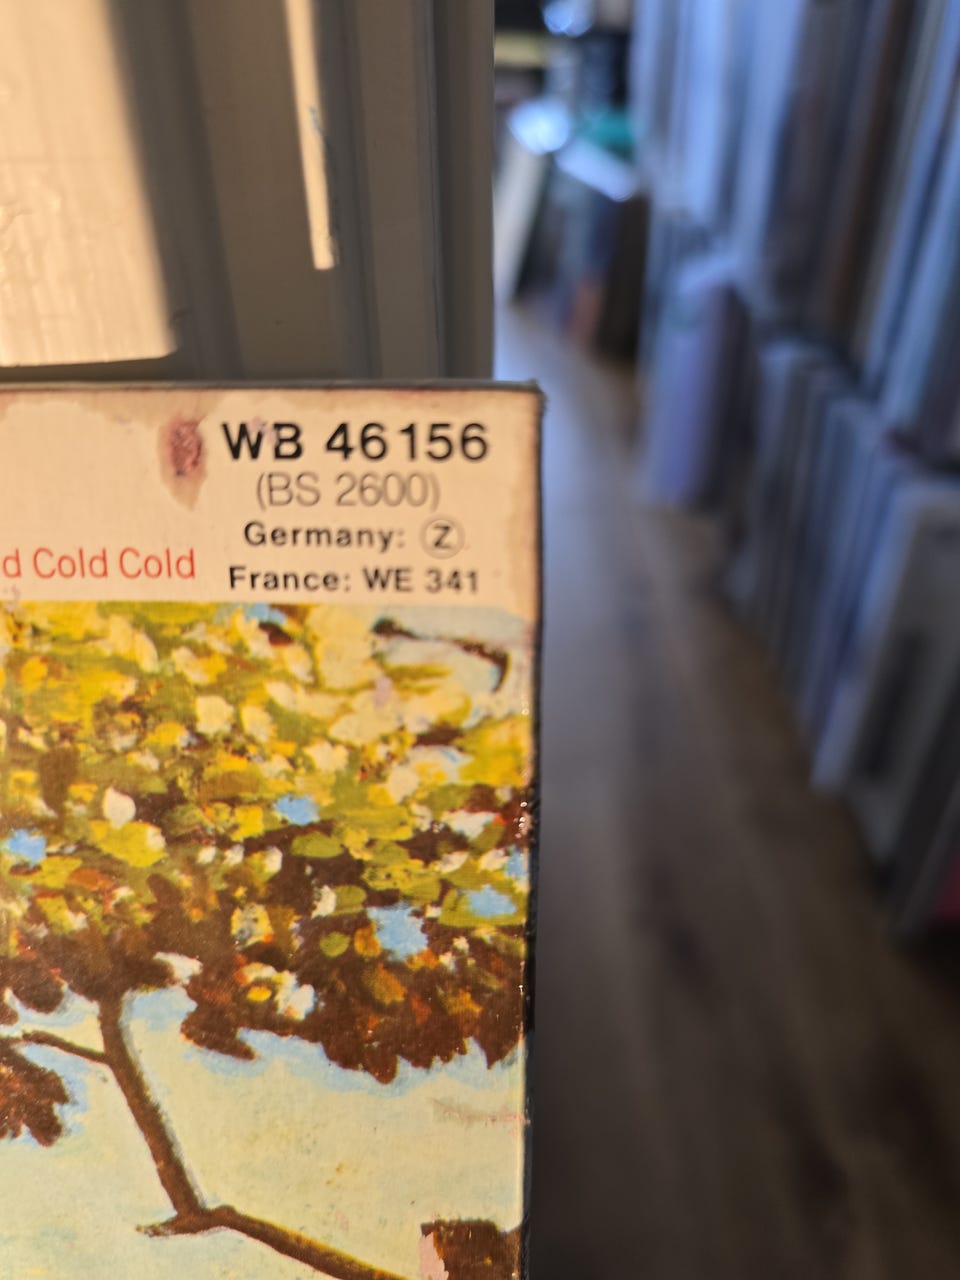 WB 46156
(BS 2600)
Germany: Ⓩ
d Cold Cold
France: WE 341